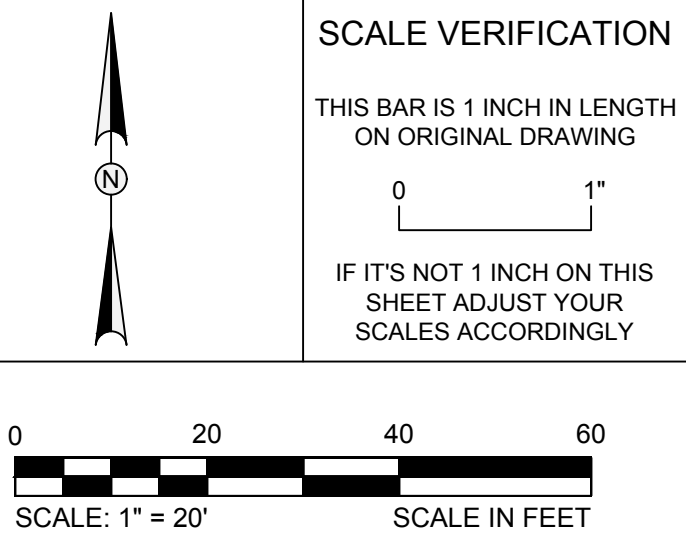 N
SCALE VERIFICATION
THIS BAR IS 1 INCH IN LENGTH
ON ORIGINAL DRAWING
0 1"
IF IT'S NOT 1 INCH ON THIS
SHEET ADJUST YOUR
SCALES ACCORDINGLY
0 20 40 60
SCALE: 1" = 20' SCALE IN FEET